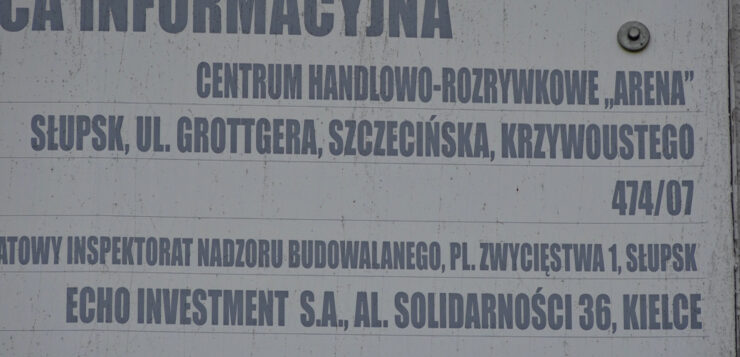 CA INFORMACYJNA
CENTRUM HANDLOWO-ROZRYWKOWE „ARENA”
SŁUPSK, UL. GROTTGERA, SZCZECIŃSKA, KRZYWOUSTEGO
474/07
ATOWY INSPEKTORAT NADZORU BUDOWALANEGO, PL. ZWYCIĘSTWA 1, SŁUPSK
ECHO INVESTMENT S.A., AL. SOLIDARNOŚCI 36, KIELCE